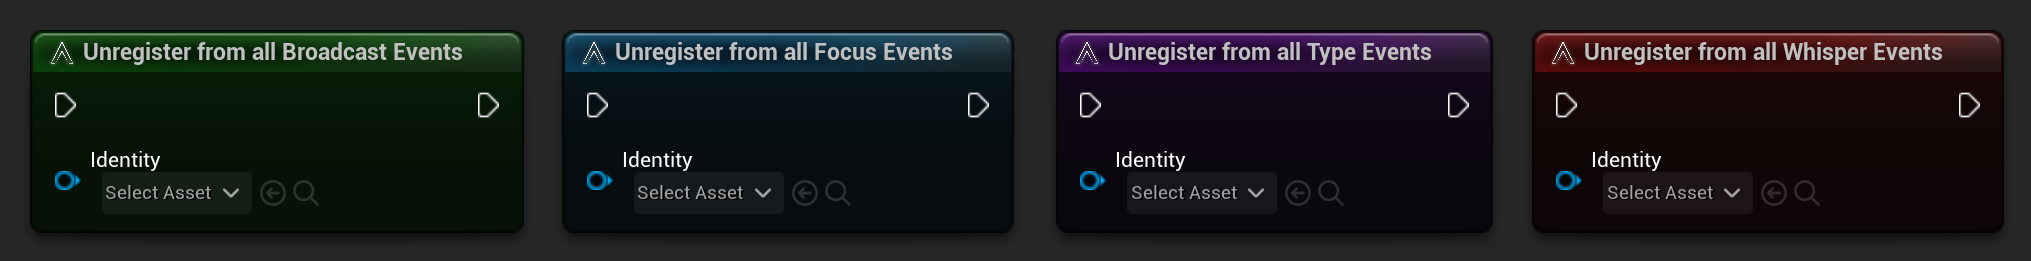 Unregister from all Broadcast Events
Identity
Select Asset
Unregister from all Focus Events
Identity
Select Asset
Unregister from all Type Events
Identity
Select Asset
Unregister from all Whisper Events
Identity
Select Asset